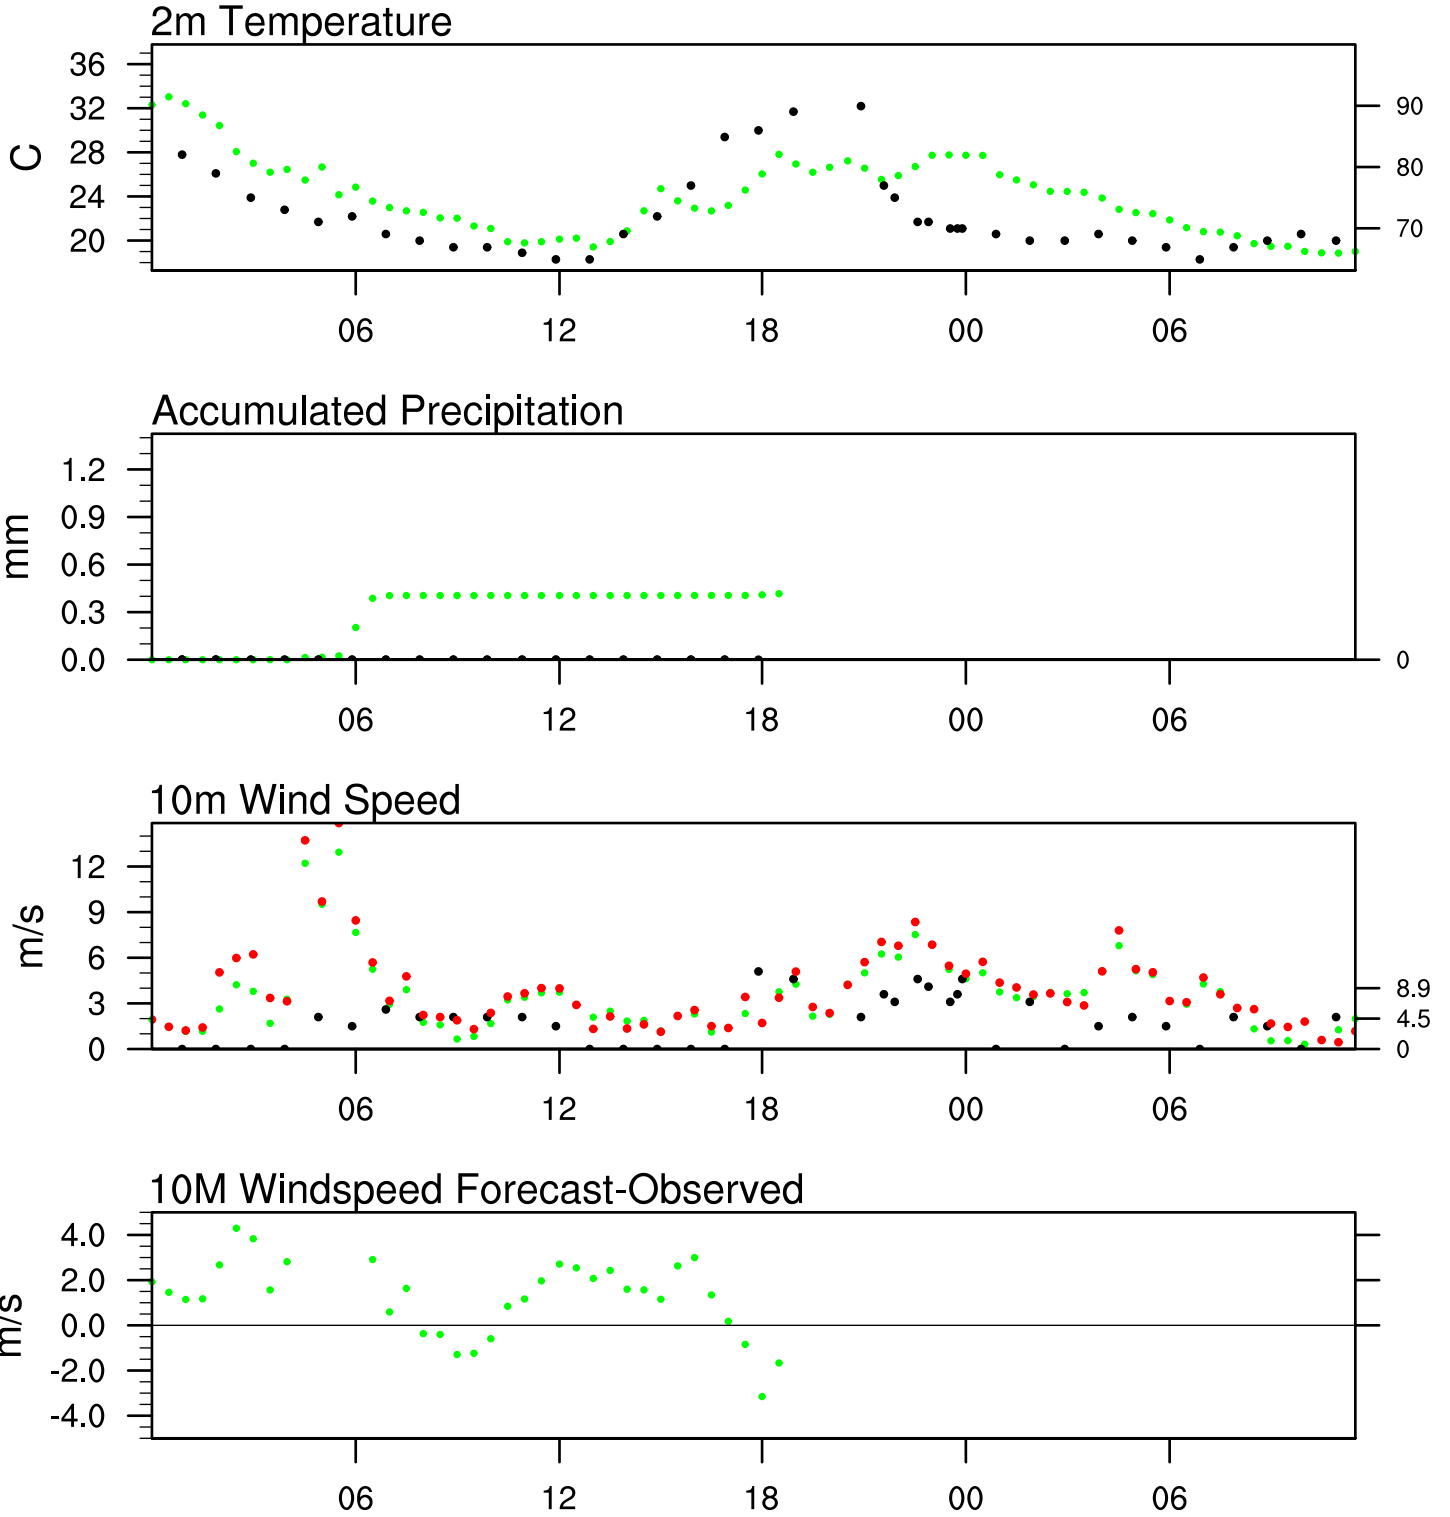 2m Temperature
36
32
28
24
20
C
90
80
70
06 12 18 00 06
Accumulated Precipitation
1.2
0.9
0.6
0.3
0.0
mm
0
06 12 18 00 06
10m Wind Speed
12
9
6
3
0
m/s
8.9
4.5
0
06 12 18 00 06
10M Windspeed Forecast-Observed
4.0
2.0
0.0
-2.0
-4.0
m/s
06 12 18 00 06